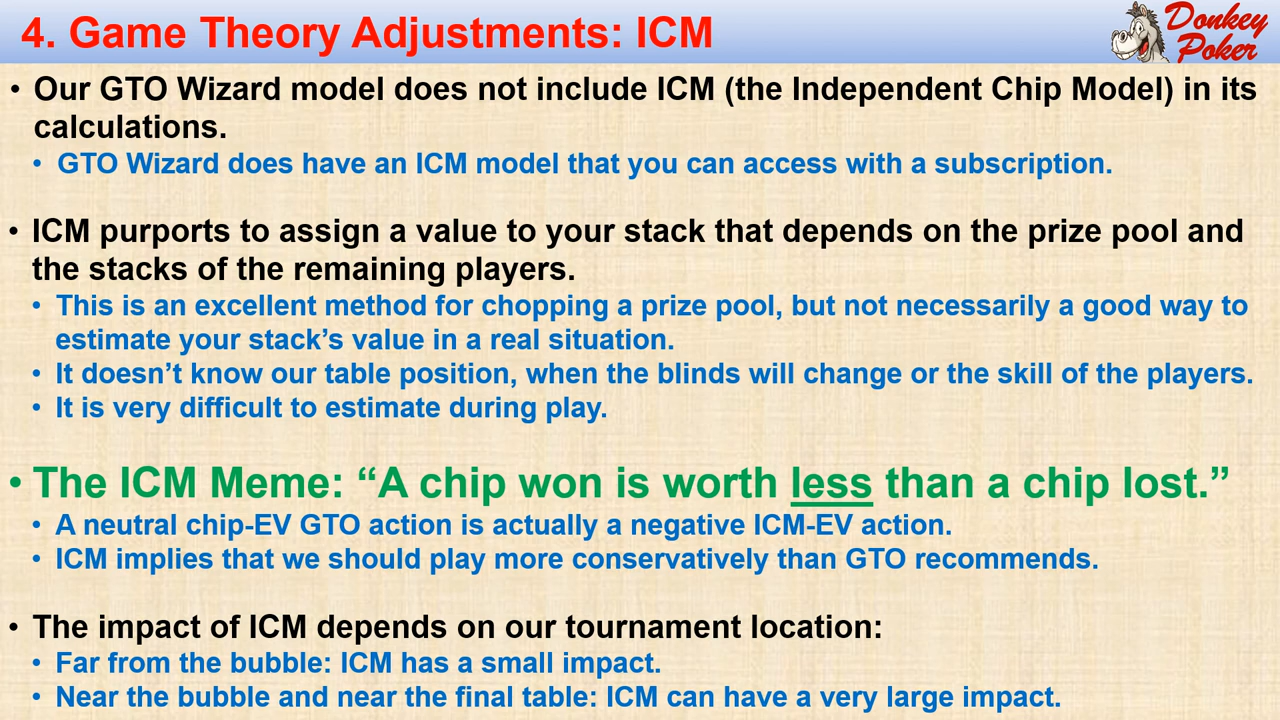 4. Game Theory Adjustments: ICM
Donkey
Poker
• Our GTO Wizard model does not include ICM (the Independent Chip Model) in its
calculations.
• GTO Wizard does have an ICM model that you can access with a subscription.
• ICM purports to assign a value to your stack that depends on the prize pool and
the stacks of the remaining players.
• This is an excellent method for chopping a prize pool, but not necessarily a good way to
estimate your stack’s value in a real situation.
• It doesn’t know our table position, when the blinds will change or the skill of the players.
• It is very difficult to estimate during play.
• The ICM Meme: “A chip won is worth less than a chip lost.”
• A neutral chip-EV GTO action is actually a negative ICM-EV action.
• ICM implies that we should play more conservatively than GTO recommends.
• The impact of ICM depends on our tournament location:
• Far from the bubble: ICM has a small impact.
• Near the bubble and near the final table: ICM can have a very large impact.